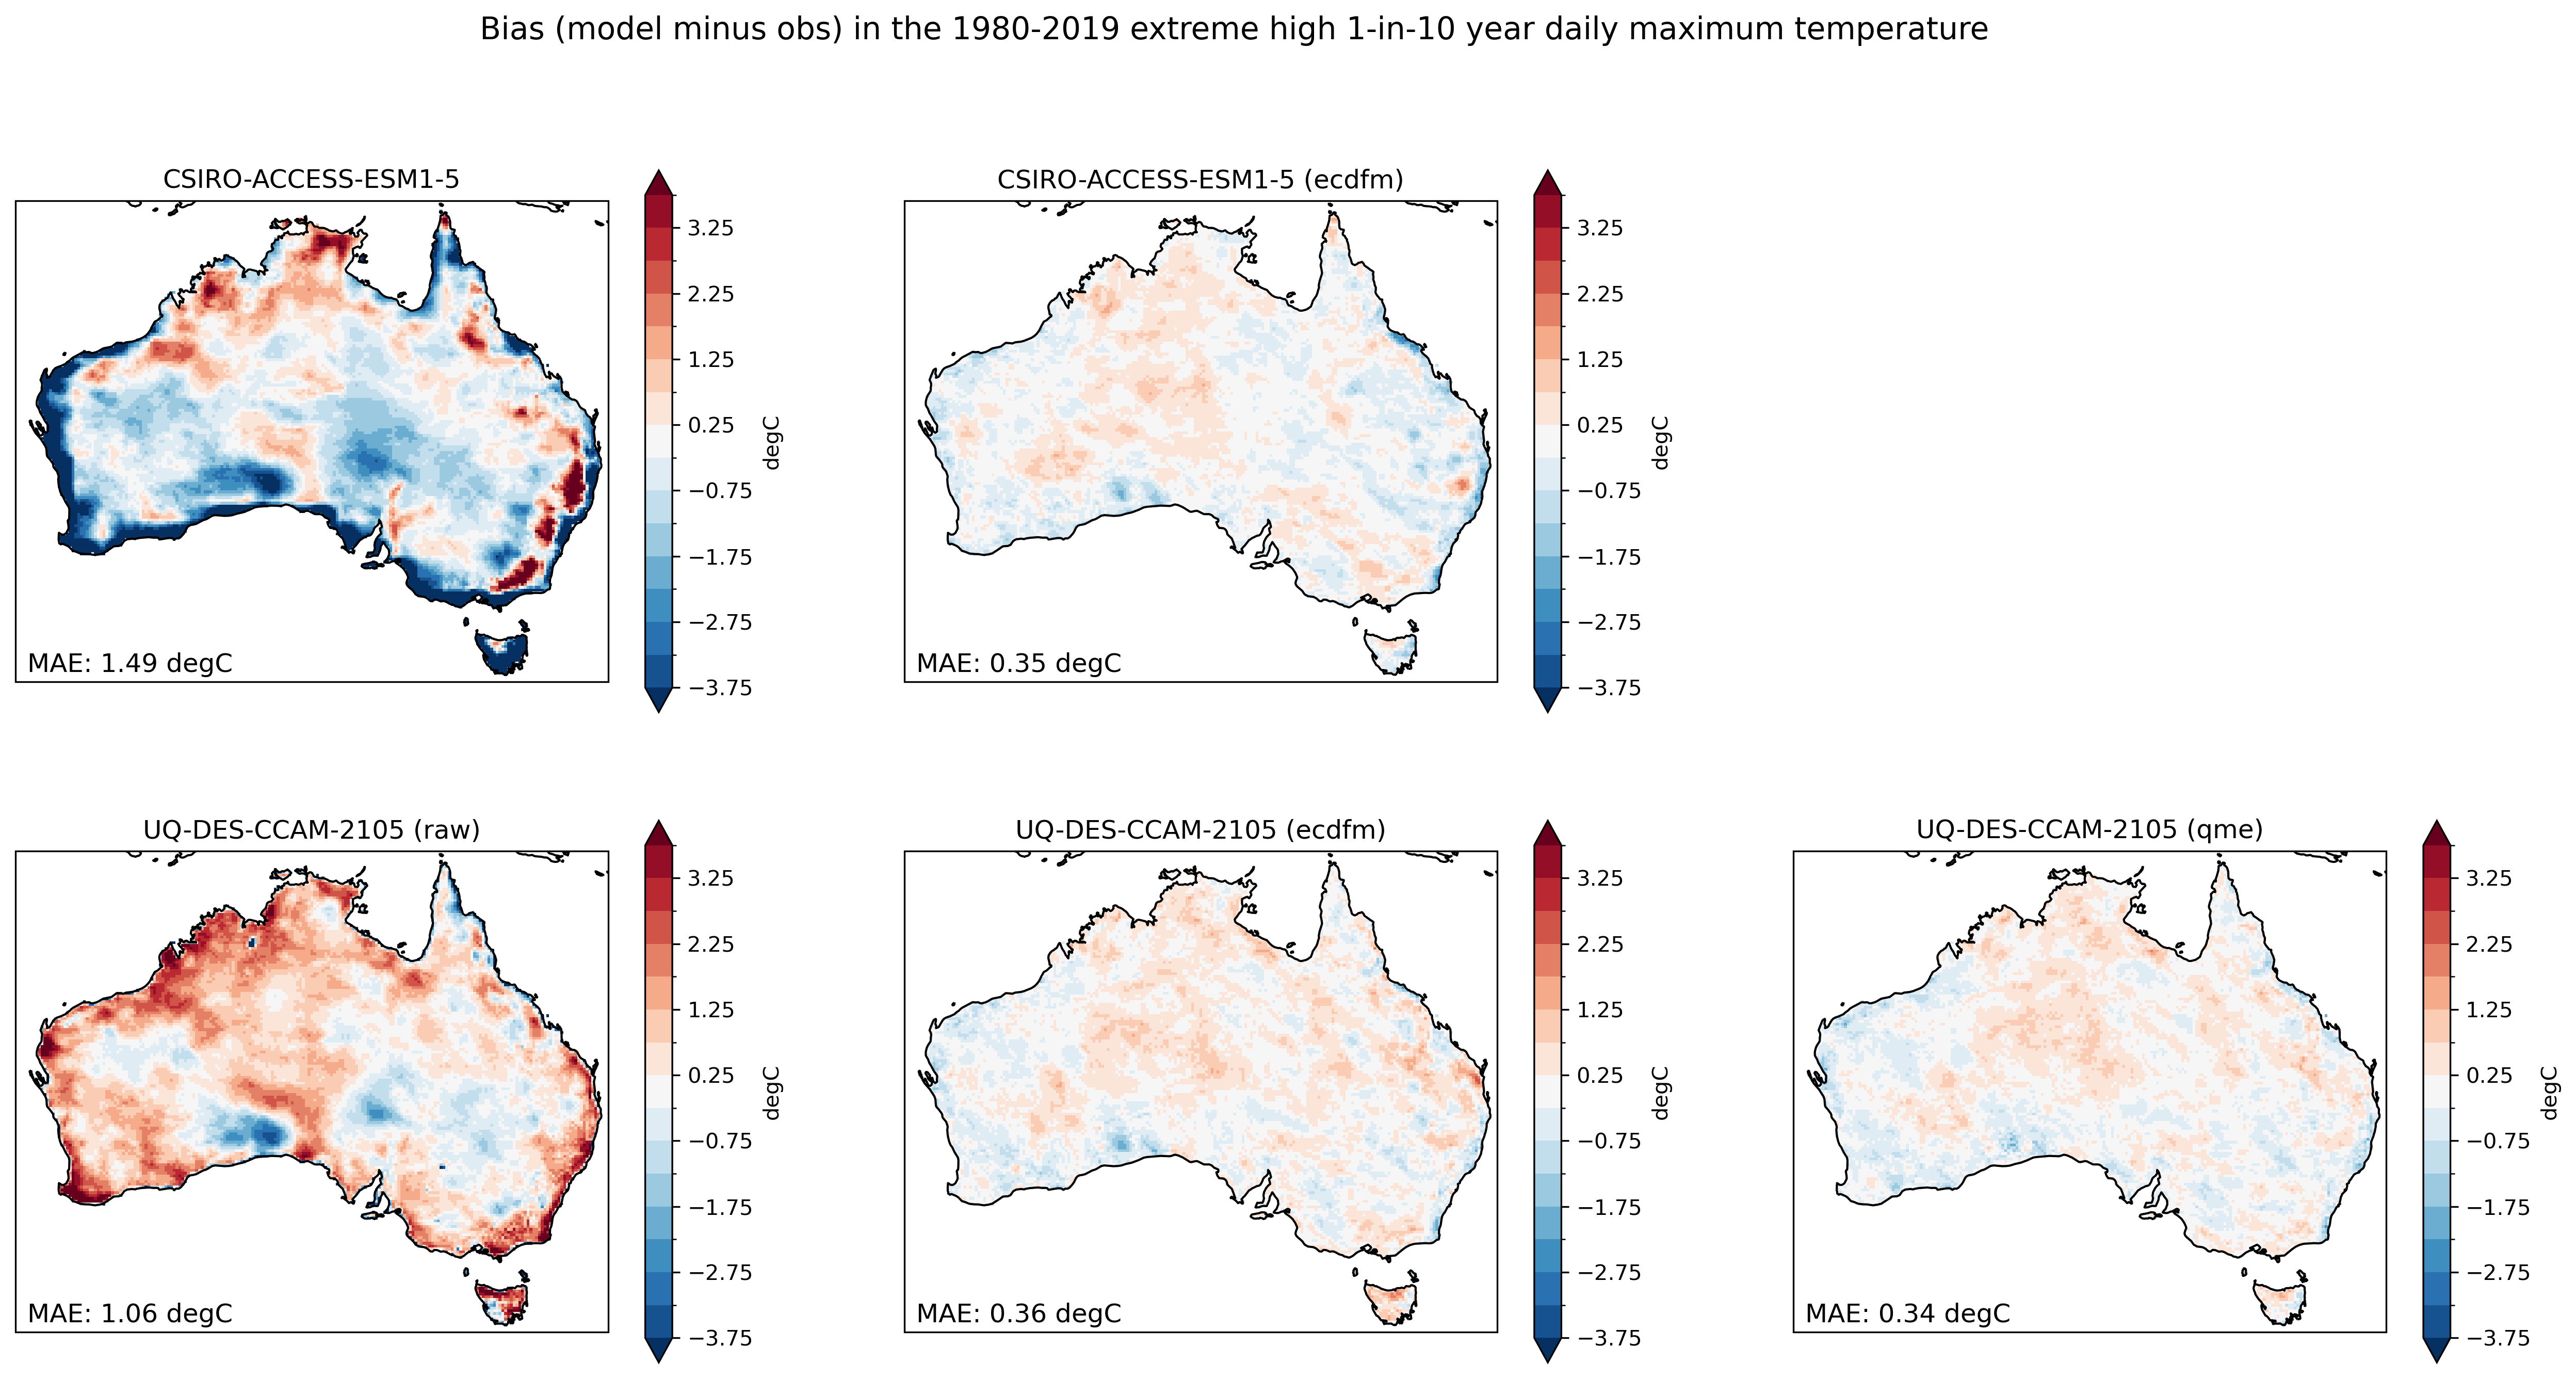 Bias (model minus obs) in the 1980-2019 extreme high 1-in-10 year daily maximum temperature
CSIRO-ACCESS-ESM1-5
MAE: 1.49 degC
3.25
2.25
1.25
0.25
−0.75
−1.75
−2.75
−3.75
degC
CSIRO-ACCESS-ESM1-5 (ecdfm)
MAE: 0.35 degC
3.25
2.25
1.25
0.25
−0.75
−1.75
−2.75
−3.75
degC
UQ-DES-CCAM-2105 (raw)
MAE: 1.06 degC
3.25
2.25
1.25
0.25
−0.75
−1.75
−2.75
−3.75
degC
UQ-DES-CCAM-2105 (ecdfm)
MAE: 0.36 degC
3.25
2.25
1.25
0.25
−0.75
−1.75
−2.75
−3.75
degC
UQ-DES-CCAM-2105 (qme)
MAE: 0.34 degC
3.25
2.25
1.25
0.25
−0.75
−1.75
−2.75
−3.75
degC